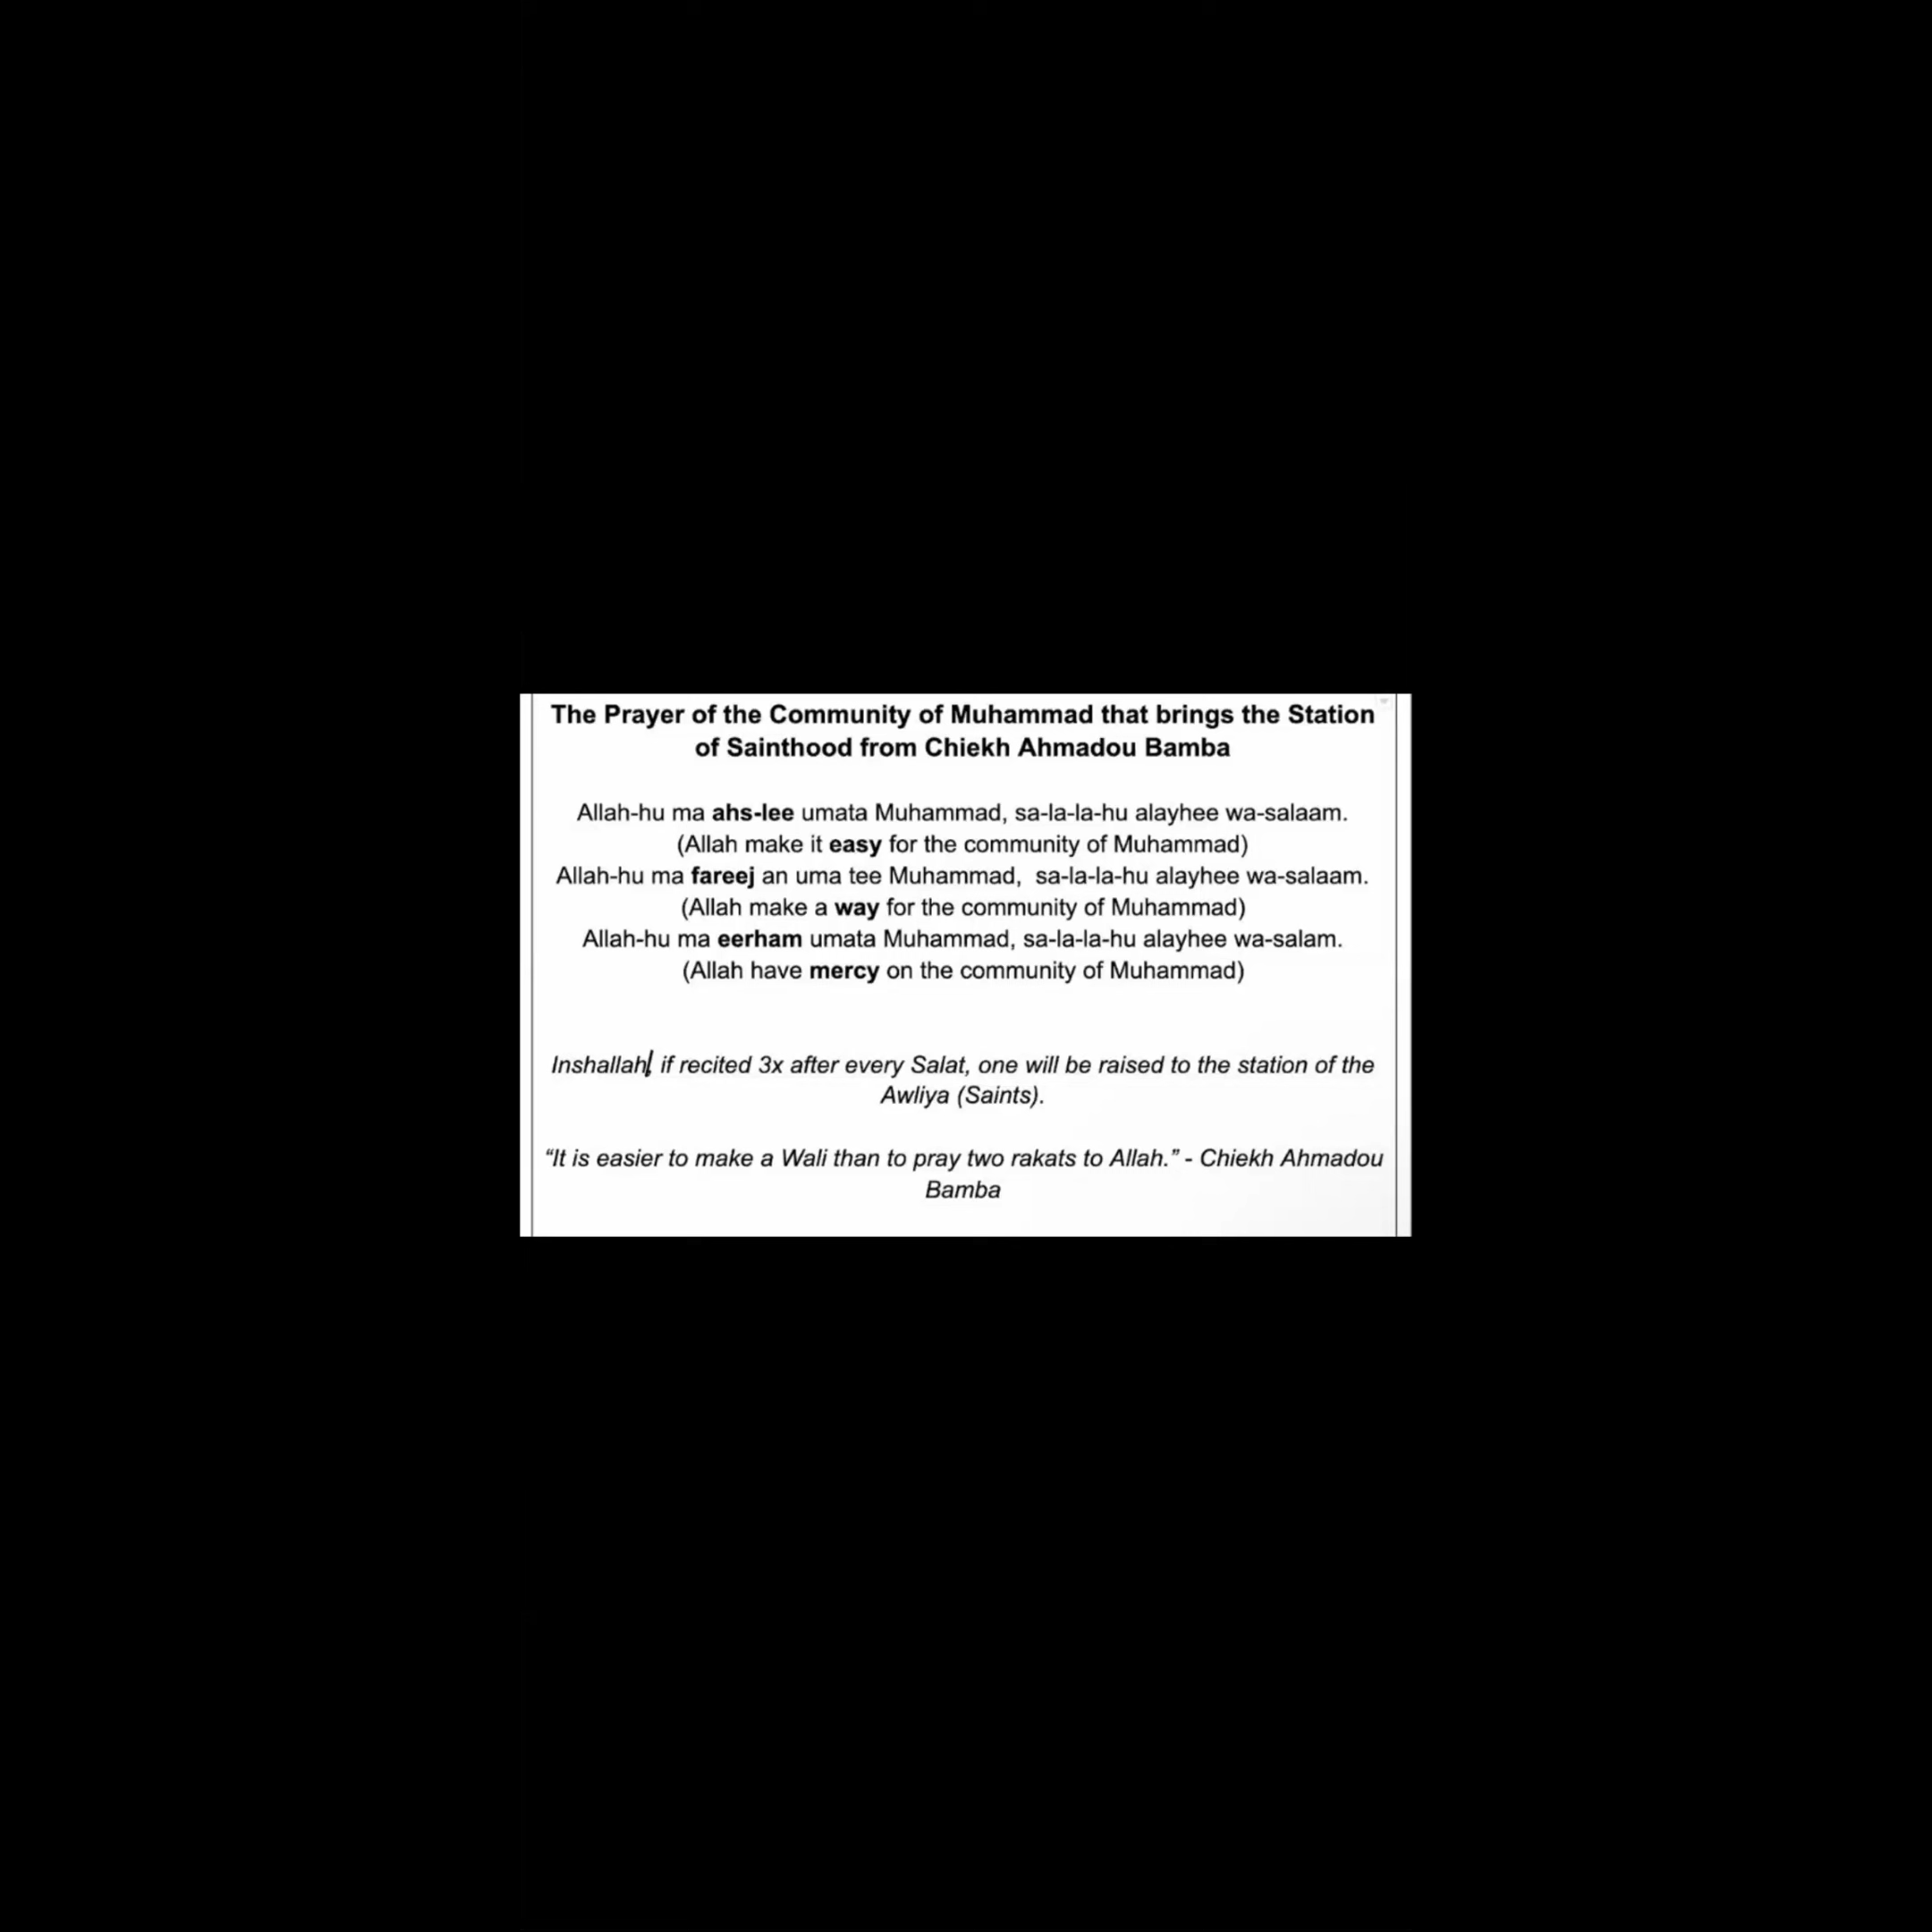 The Prayer of the Community of Muhammad that brings the Station
of Sainthood from Chiekh Ahmadou Bamba
Allah-hu ma ahs-lee umata Muhammad, sa-la-la-hu alayhee wa-salaam.
(Allah make it easy for the community of Muhammad)
Allah-hu ma fareej an uma tee Muhammad, sa-la-la-hu alayhee wa-salaam.
(Allah make a way for the community of Muhammad)
Allah-hu ma eerham umata Muhammad, sa-la-la-hu alayhee wa-salam.
(Allah have mercy on the community of Muhammad)
Inshallah, if recited 3x after every Salat, one will be raised to the station of the
Awliya (Saints).
“It is easier to make a Wali than to pray two rakats to Allah.” - Chiekh Ahmadou
Bamba